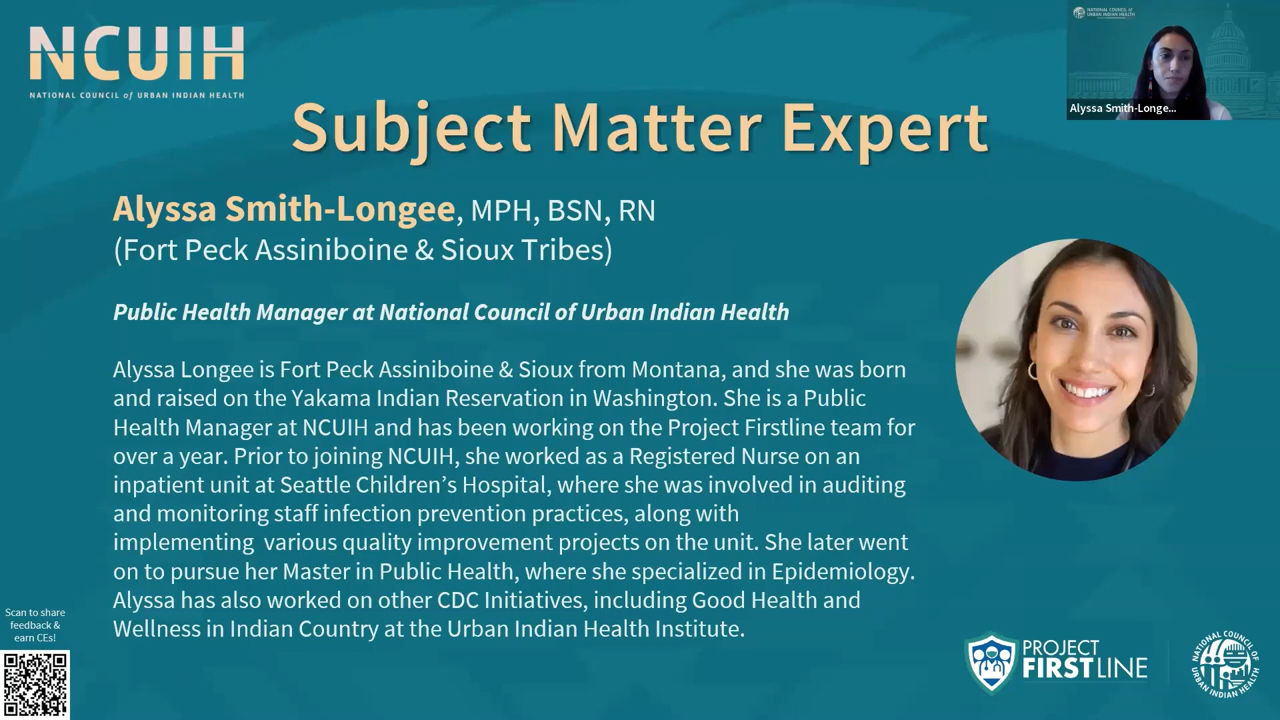 NCUIH
NATIONAL COUNCIL of URBAN INDIAN HEALTH
NATIONAL COUNCIL of
URBAN INDIAN HEALTH
Alyssa Smith-Longe...
Subject Matter Expert
Alyssa Smith-Longee, MPH, BSN, RN
(Fort Peck Assiniboine & Sioux Tribes)
Public Health Manager at National Council of Urban Indian Health
Alyssa Longee is Fort Peck Assiniboine & Sioux from Montana, and she was born
and raised on the Yakama Indian Reservation in Washington. She is a Public
Health Manager at NCUIH and has been working on the Project Firstline team for
over a year. Prior to joining NCUIH, she worked as a Registered Nurse on an
inpatient unit at Seattle Children’s Hospital, where she was involved in auditing
and monitoring staff infection prevention practices, along with
implementing  various quality improvement projects on the unit. She later went
on to pursue her Master in Public Health, where she specialized in Epidemiology.
Alyssa has also worked on other CDC Initiatives, including Good Health and
Wellness in Indian Country at the Urban Indian Health Institute.
Scan to share
feedback &
earn CEs!
PROJECT
FIRSTLINE
NATIONAL COUNCIL OF
URBAN INDIAN HEALTH